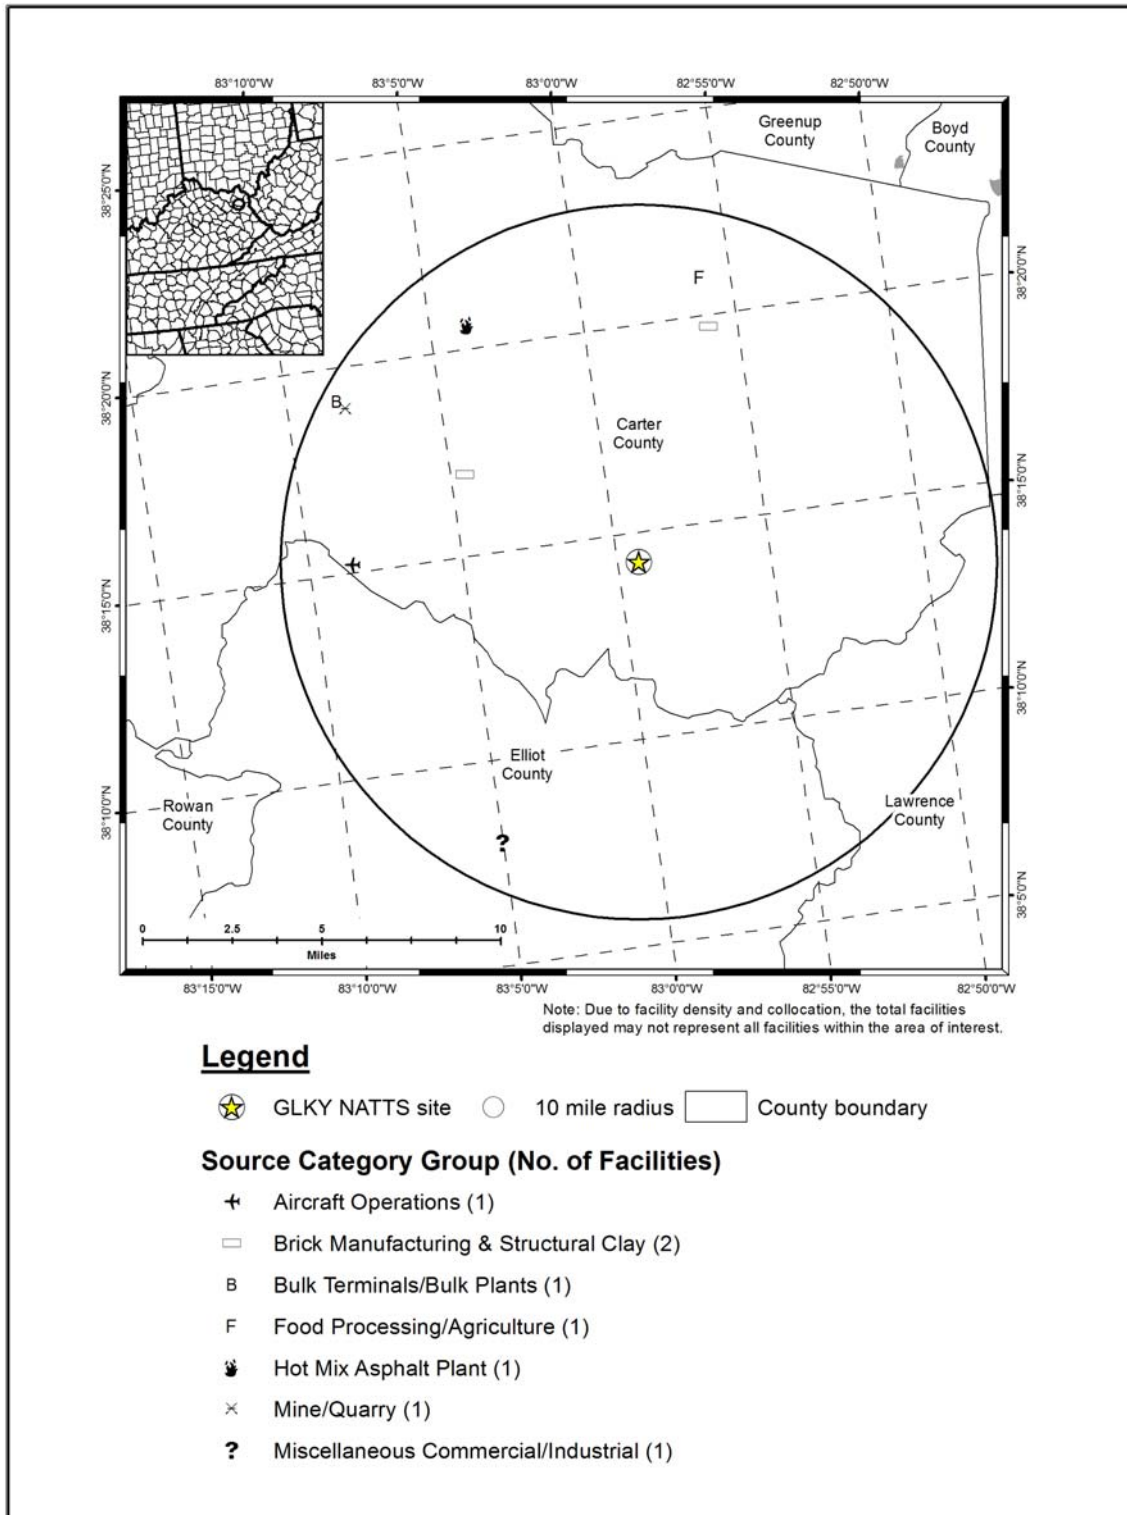 83°10'0"W
83°5'0"W
83°0'0"W
82°55'0"W
82°50'0"W
Greenup
County
Boyd
County
38°25'0"N
38°20'0"N
F
38°20'0"N
B
Carter
County
38°15'0"N
38°15'0"N
38°10'0"N
Elliot
County
Rowan
County
Lawrence
County
38°10'0"N
?
38°5'0"N
0 2.5 5 10
Miles
83°15'0"W
83°10'0"W
83°5'0"W
83°0'0"W
82°55'0"W
82°50'0"W
Note: Due to facility density and collocation, the total facilities
displayed may not represent all facilities within the area of interest.
Legend
GLKY NATTS site 10 mile radius County boundary
Source Category Group (No. of Facilities)
Aircraft Operations (1)
Brick Manufacturing & Structural Clay (2)
B Bulk Terminals/Bulk Plants (1)
F Food Processing/Agriculture (1)
Hot Mix Asphalt Plant (1)
Mine/Quarry (1)
? Miscellaneous Commercial/Industrial (1)